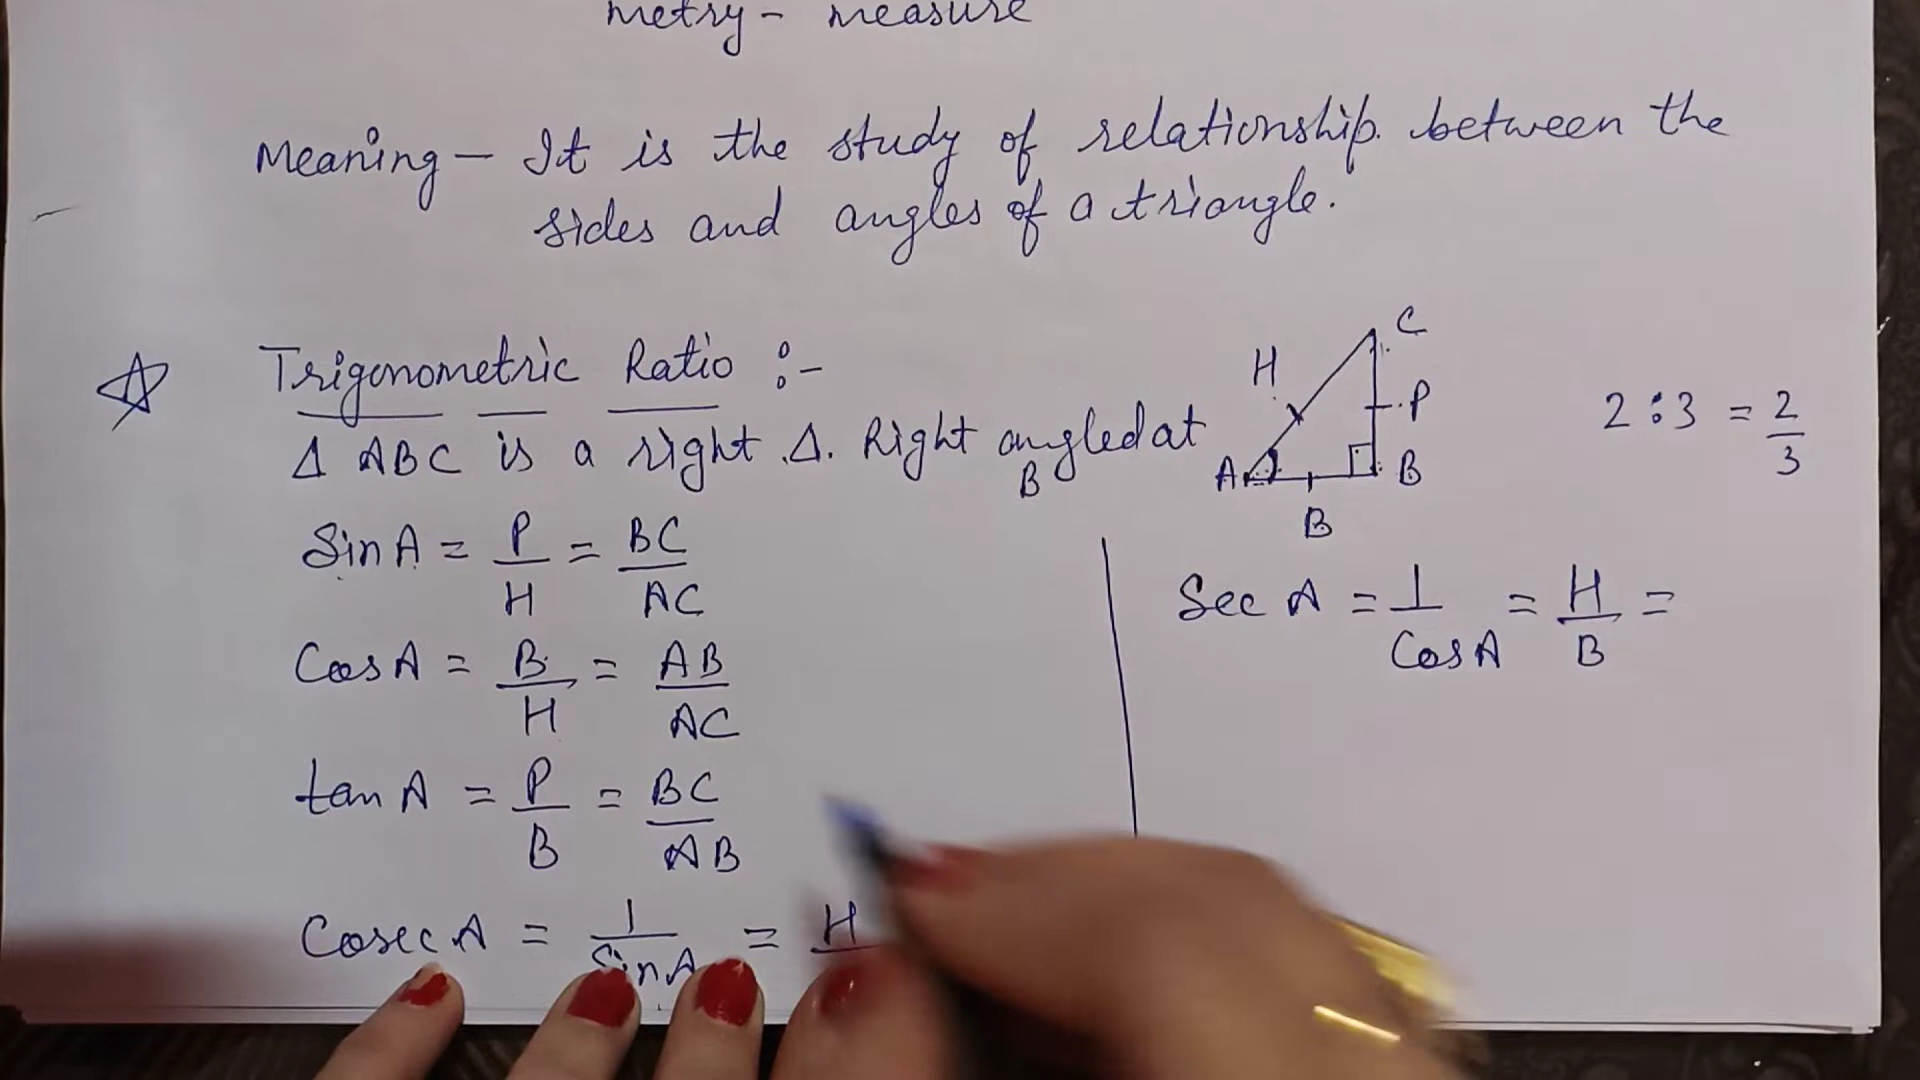 metry - measure
Meaning - It is the study of relationship between the
sides and angles of a triangle.
Trigonometric Ratio :-
Δ ABC is a right Δ. Right angled at
B
C
H
P
A
B
B
2 : 3 = 2/3
Sin A = P/H = BC/AC
Cos A = B/H = AB/AC
tan A = P/B = BC/AB
Cosec A = 1/Sin A = H
Sec A = 1/Cos A = H/B =